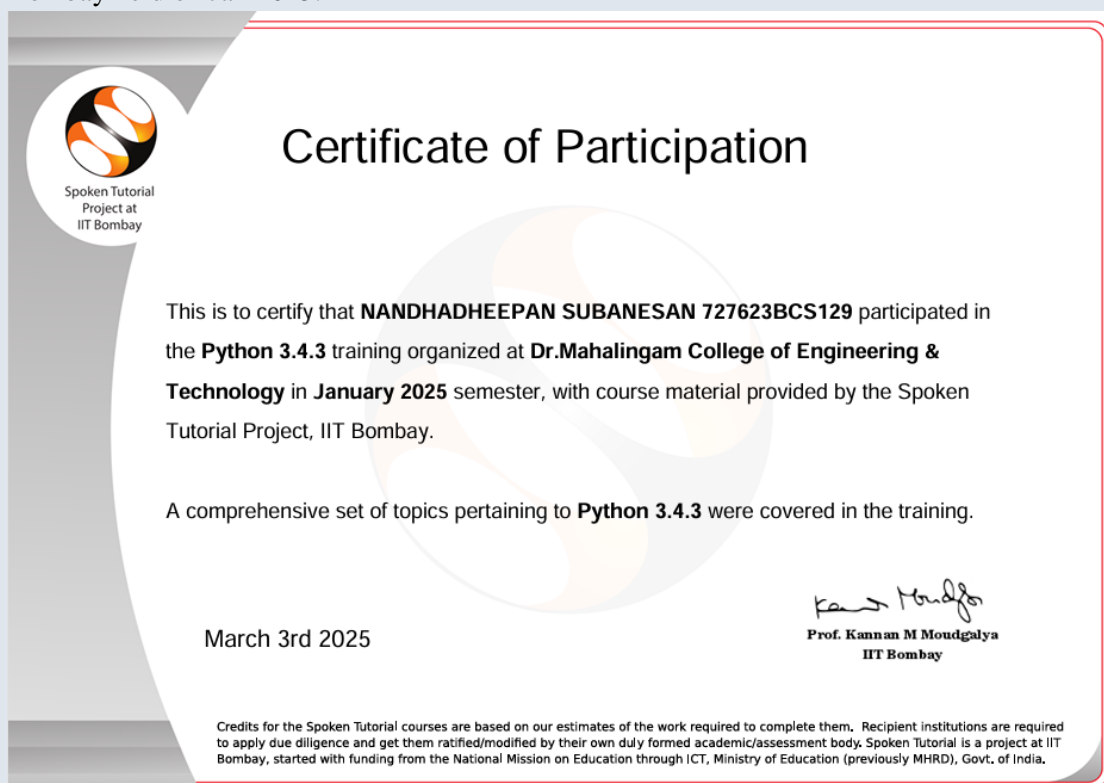 Spoken Tutorial
Project at
IIT Bombay
Certificate of Participation
This is to certify that NANDHADHEEPAN SUBANESAN 727623BCS129 participated in
the Python 3.4.3 training organized at Dr.Mahalingam College of Engineering &
Technology in January 2025 semester, with course material provided by the Spoken
Tutorial Project, IIT Bombay.
A comprehensive set of topics pertaining to Python 3.4.3 were covered in the training.
March 3rd 2025
Prof. Kannan M Moudgalya
IIT Bombay
Credits for the Spoken Tutorial courses are based on our estimates of the work required to complete them. Recipient institutions are required
to apply due diligence and get them ratified/modified by their own duly formed academic/assessment body. Spoken Tutorial is a project at IIT
Bombay, started with funding from the National Mission on Education through ICT, Ministry of Education (previously MHRD), Govt. of India.